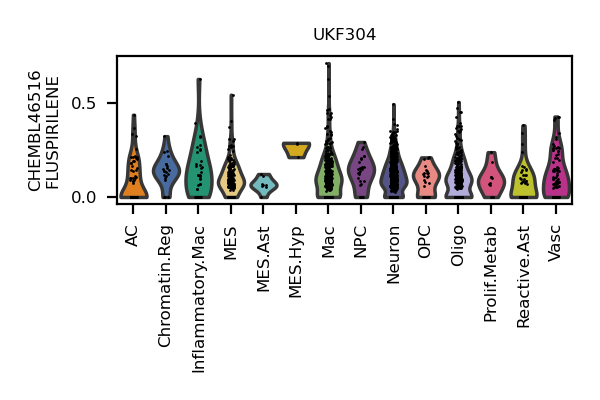 UKF304
CHEMBL46516
FLUSPIRILENE
0.5
0.0
AC
Chromatin.Reg
Inflammatory.Mac
MES
MES.Ast
MES.Hyp
Mac
NPC
Neuron
OPC
Oligo
Prolif.Metab
Reactive.Ast
Vasc